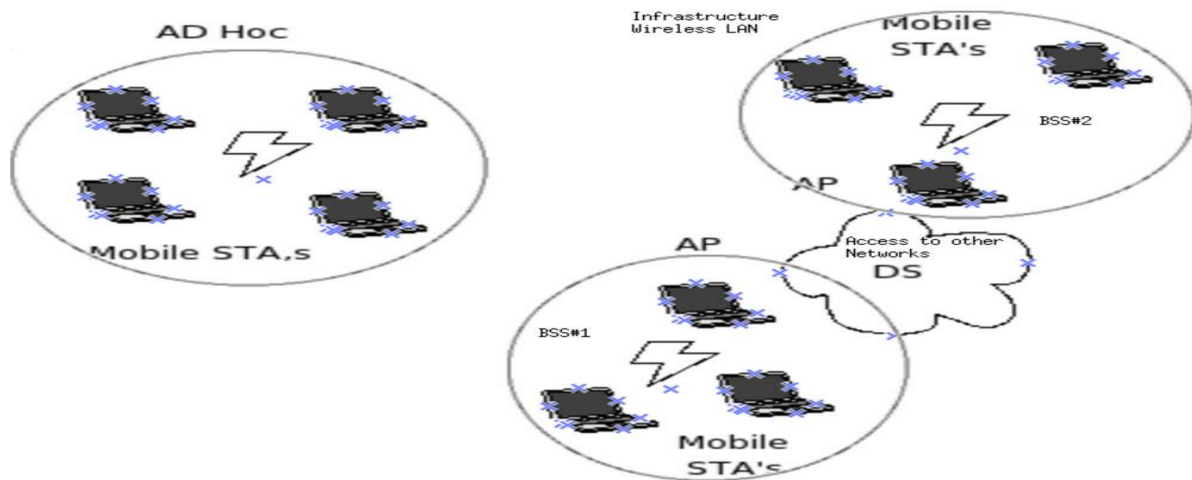 AD Hoc
Mobile STA,s
Infrastructure
Wireless LAN
Mobile
STA's
BSS#2
AP
Access to other
Networks
DS
AP
BSS#1
Mobile
STA's